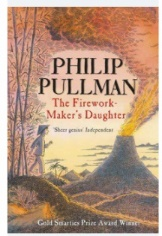 PHILIP
PULLMAN
The Firework-
Maker's Daughter
'Sheer genius' Independent
Gold Smarties Prize Award Winner